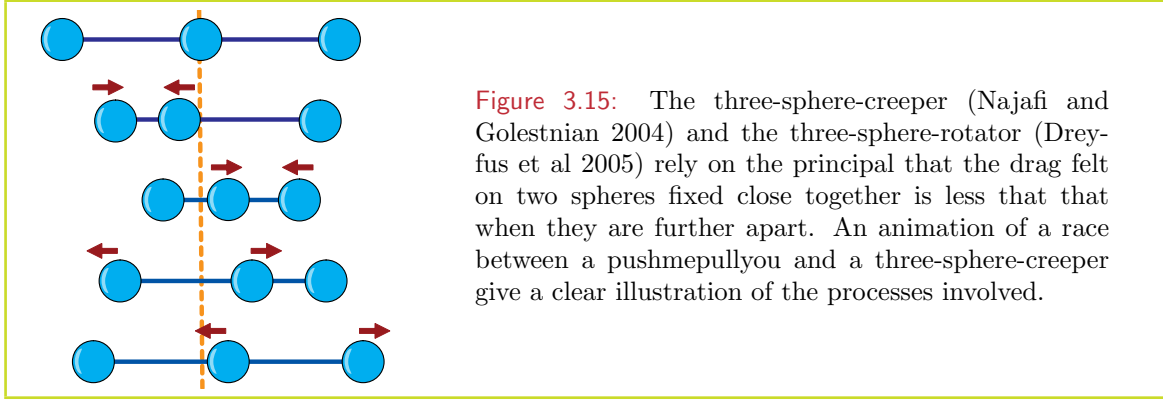 Figure 3.15: The three-sphere-creeper (Najafi and
Golestnian 2004) and the three-sphere-rotator (Drey-
fus et al 2005) rely on the principal that the drag felt
on two spheres fixed close together is less that that
when they are further apart. An animation of a race
between a pushmepullyou and a three-sphere-creeper
give a clear illustration of the processes involved.